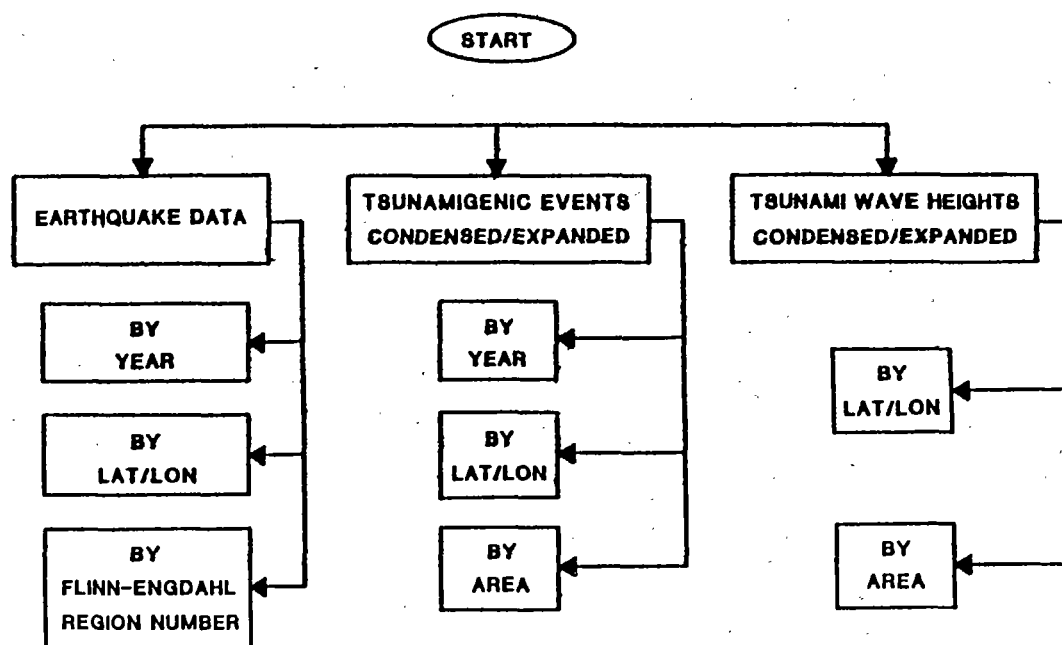 START
EARTHQUAKE DATA
TSUNAMIGENIC EVENTS
CONDENSED/EXPANDED
TSUNAMI WAVE HEIGHTS
CONDENSED/EXPANDED
BY
YEAR
BY
LAT/LON
BY
FLINN-ENGDAHL
REGION NUMBER
BY
YEAR
BY
LAT/LON
BY
AREA
BY
LAT/LON
BY
AREA